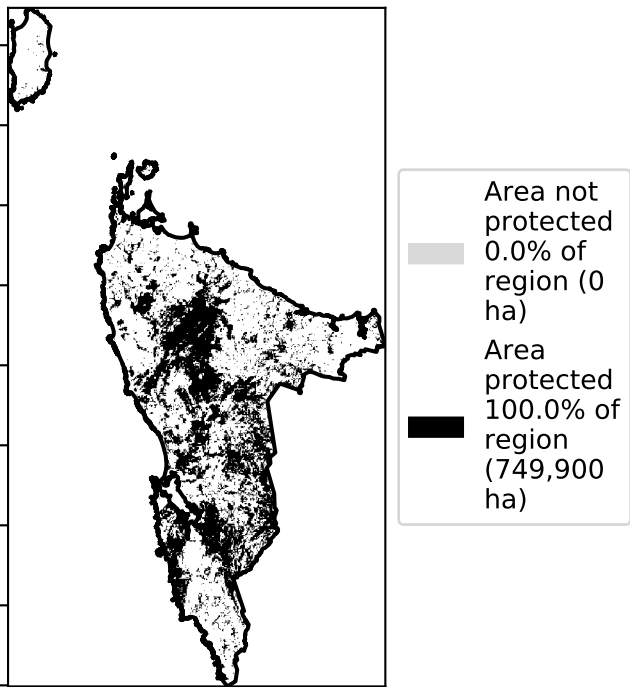 Area not
protected
0.0% of
region (0
ha)
Area
protected
100.0% of
region
(749,900
ha)